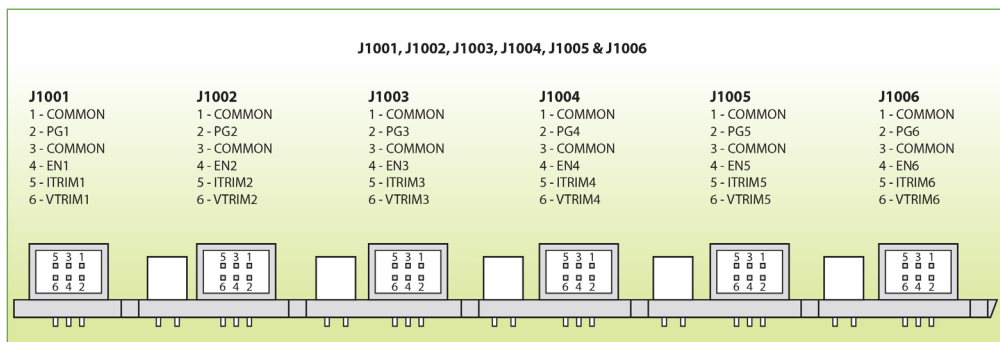 J1001, J1002, J1003, J1004, J1005 & J1006
J1001
1 - COMMON
2 - PG1
3 - COMMON
4 - EN1
5 - ITRIM1
6 - VTRIM1
J1002
1 - COMMON
2 - PG2
3 - COMMON
4 - EN2
5 - ITRIM2
6 - VTRIM2
J1003
1 - COMMON
2 - PG3
3 - COMMON
4 - EN3
5 - ITRIM3
6 - VTRIM3
J1004
1 - COMMON
2 - PG4
3 - COMMON
4 - EN4
5 - ITRIM4
6 - VTRIM4
J1005
1 - COMMON
2 - PG5
3 - COMMON
4 - EN5
5 - ITRIM5
6 - VTRIM5
J1006
1 - COMMON
2 - PG6
3 - COMMON
4 - EN6
5 - ITRIM6
6 - VTRIM6
5 3 1
6 4 2
5 3 1
6 4 2
5 3 1
6 4 2
5 3 1
6 4 2
5 3 1
6 4 2
5 3 1
6 4 2